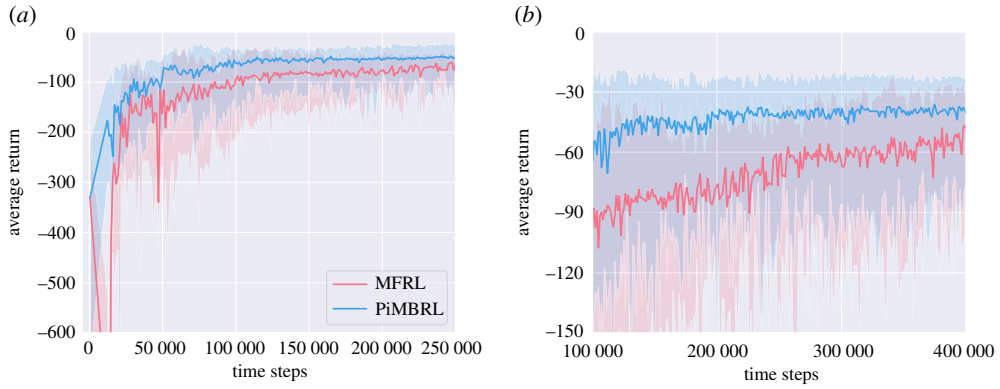 (a)
0
–100
–200
–300
–400
–500
–600
average return
0
50 000
100 000
150 000
200 000
250 000
time steps
MFRL
PiMBRL
(b)
0
–30
–60
–90
–120
–150
average return
100 000
200 000
300 000
400 000
time steps